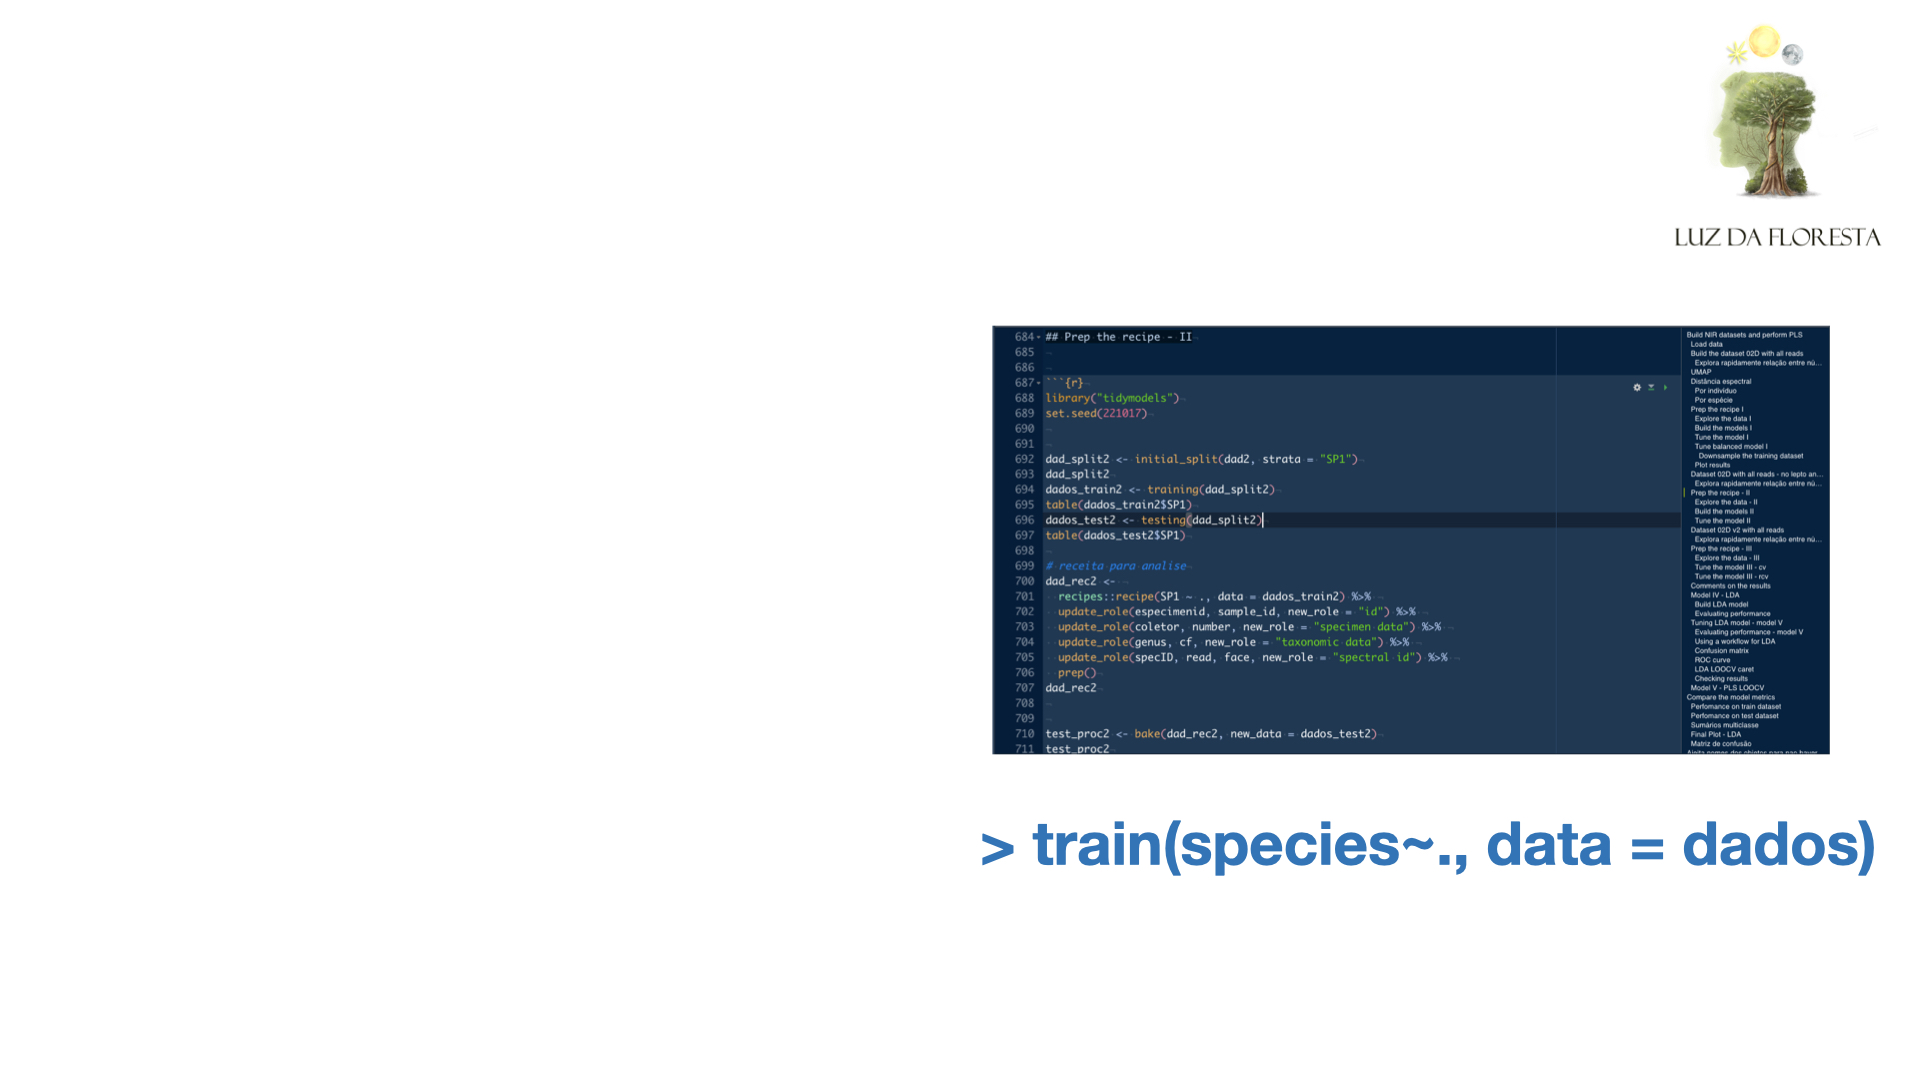 LUZ DA FLORESTA
684 ## Prep the recipe - II
685
686
687 ```{r}
688 library("tidymodels")
689 set.seed(221017)
690
691
692 dad_split2 <- initial_split(dad2, strata = "SP1")
693 dad_split2
694 dados_train2 <- training(dad_split2)
695 table(dados_train2$SP1)
696 dados_test2 <- testing(dad_split2)
697 table(dados_test2$SP1)
698
699 # receita para analise
700 dad_rec2 <-
701 recipes::recipe(SP1 ~ ., data = dados_train2) %>%
702 update_role(especimenid, sample_id, new_role = "id") %>%
703 update_role(coletor, number, new_role = "specimen data") %>%
704 update_role(genus, cf, new_role = "taxonomic data") %>%
705 update_role(specID, read, face, new_role = "spectral id") %>%
706 prep()
707 dad_rec2
708
709
710 test_proc2 <- bake(dad_rec2, new_data = dados_test2)
711 test_proc2
Build NIR datasets and perform PLS
Load data
Build the dataset 02D with all reads
Explora rapidamente relação entre nú...
UMAP
Distância espectral
Por indivíduo
Por espécie
Prep the recipe I
Explore the data I
Build the models I
Tune the model I
Tune balanced model I
Downsample the training dataset
Plot results
Dataset 02D with all reads - no lepto an...
Explora rapidamente relação entre nú...
Prep the recipe - II
Explore the data - II
Build the models II
Tune the model II
Dataset 02D v2 with all reads
Explora rapidamente relação entre nú...
Prep the recipe - III
Explore the data - III
Tune the model III - cv
Tune the model III - rcv
Comments on the results
Model IV - LDA
Build LDA model
Evaluating performance
Tuning LDA model - model V
Evaluating performance - model V
Using a workflow for LDA
Confusion matrix
ROC curve
LDA LOOCV caret
Checking results
Model V - PLS LOOCV
Compare the model metrics
Perfomance on train dataset
Perfomance on test dataset
Sumários multiclasse
Final Plot - LDA
Matriz de confusão
> train(species~., data = dados)